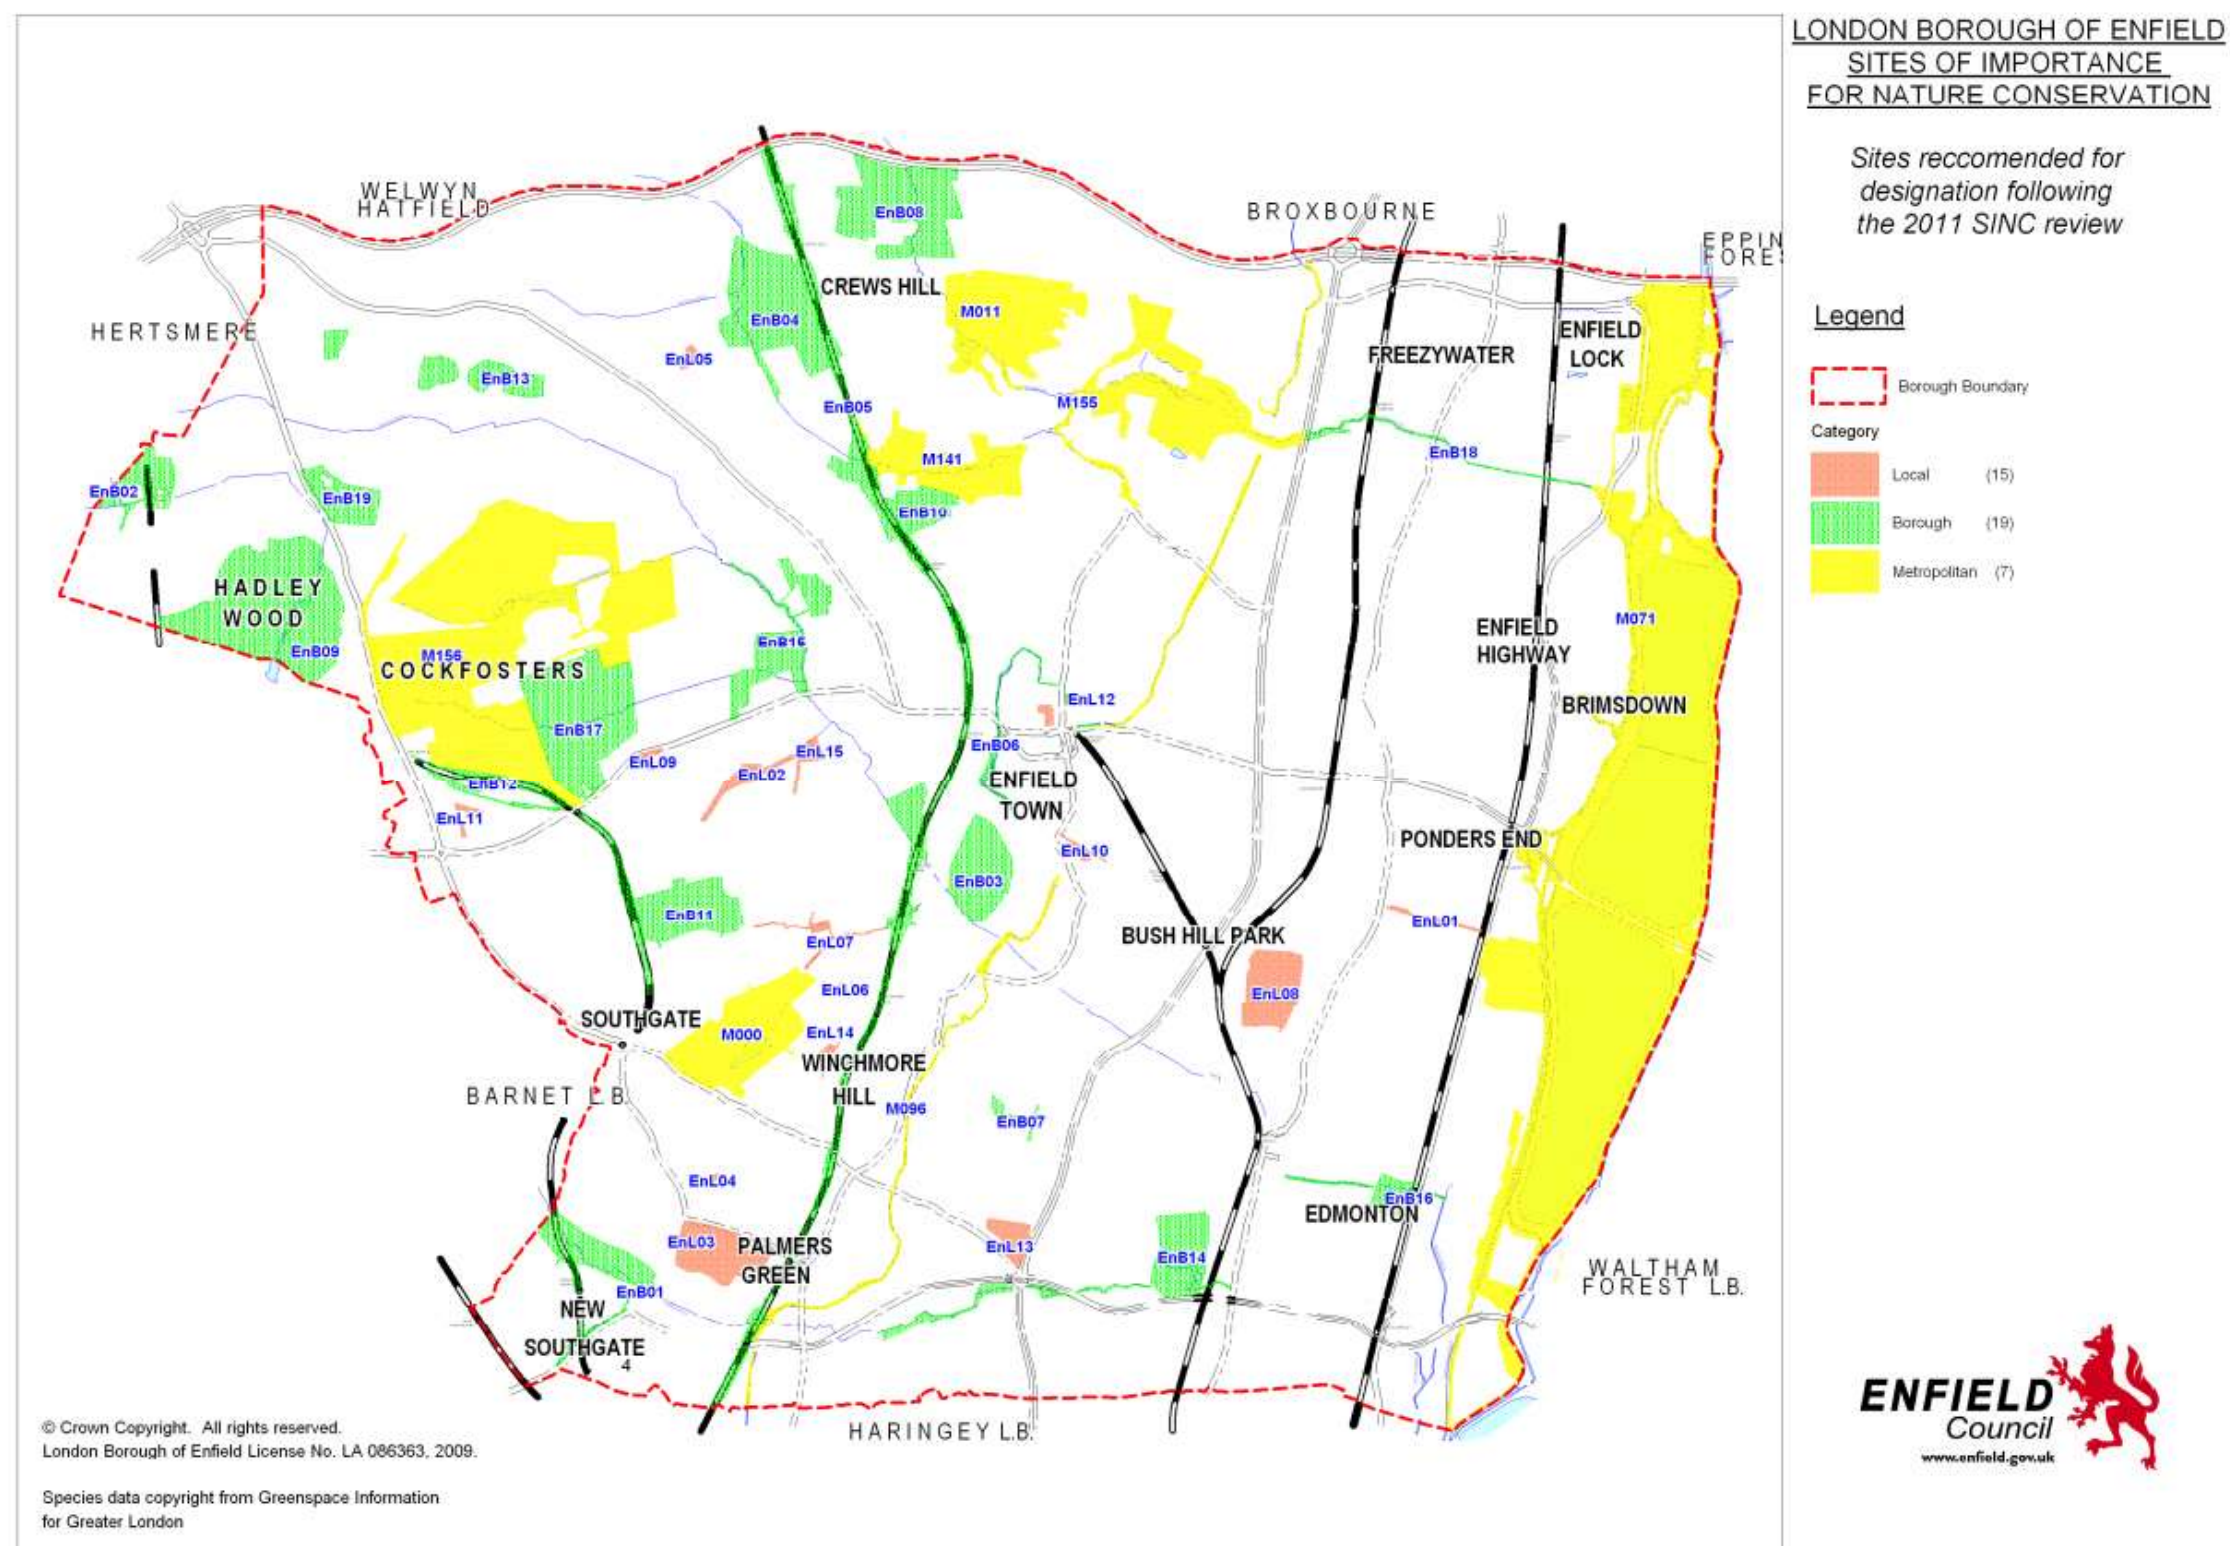 LONDON BOROUGH OF ENFIELD
SITES OF IMPORTANCE
FOR NATURE CONSERVATION
Sites reccomended for
designation following
the 2011 SINC review
Legend
Borough Boundary
Category
Local (15)
Borough (19)
Metropolitan (7)
WELWYN
HATFIELD
BROXBOURNE
EPPIN
FORES
HERTSMERE
EnB08
CREWS HILL
M011
EnB04
ENFIELD
LOCK
FREEZYWATER
EnL05
EnB13
EnB05
M155
M141
EnB18
EnB02
EnB19
EnB10
HADLEY
WOOD
EnB09
M156
COCKFOSTERS
EnB16
ENFIELD
HIGHWAY
M071
BRIMSDOWN
EnB17
EnL12
EnB06
EnL09
EnL02
EnL15
EnB12
ENFIELD
TOWN
EnL11
PONDERS END
EnL10
EnB03
EnB11
EnL07
EnL01
BUSH HILL PARK
EnL06
EnL08
SOUTHGATE
M000
EnL14
WINCHMORE
HILL
BARNET L.B.
M096
EnB07
EnL04
EnB16
EDMONTON
EnL03
PALMERS
GREEN
EnL13
EnB14
EnB01
NEW
SOUTHGATE
4
WALTHAM
FOREST L.B.
HARINGEY L.B.
© Crown Copyright. All rights reserved.
London Borough of Enfield License No. LA 086363, 2009.
Species data copyright from Greenspace Information
for Greater London
ENFIELD
Council
www.enfield.gov.uk